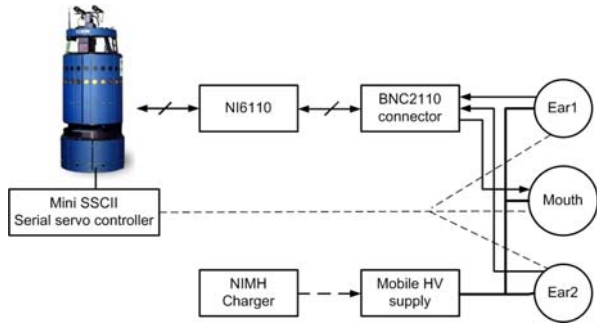 NI6110
BNC2110
connector
Ear1
Mini SSCII
Serial servo controller
Mouth
NIMH
Charger
Mobile HV
supply
Ear2